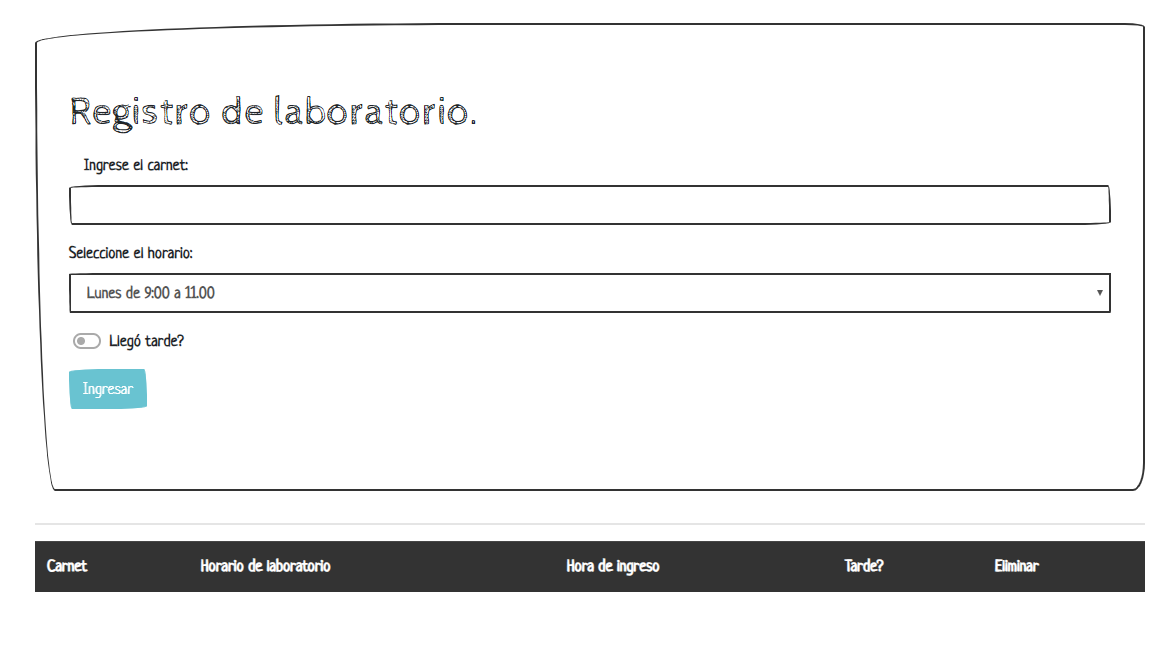 Registro de laboratorio.
Ingrese el carnet:
Seleccione el horario:
Lunes de 9:00 a 11.00
Llegó tarde?
Ingresar
Carnet Horario de laboratorio Hora de ingreso Tarde? Eliminar